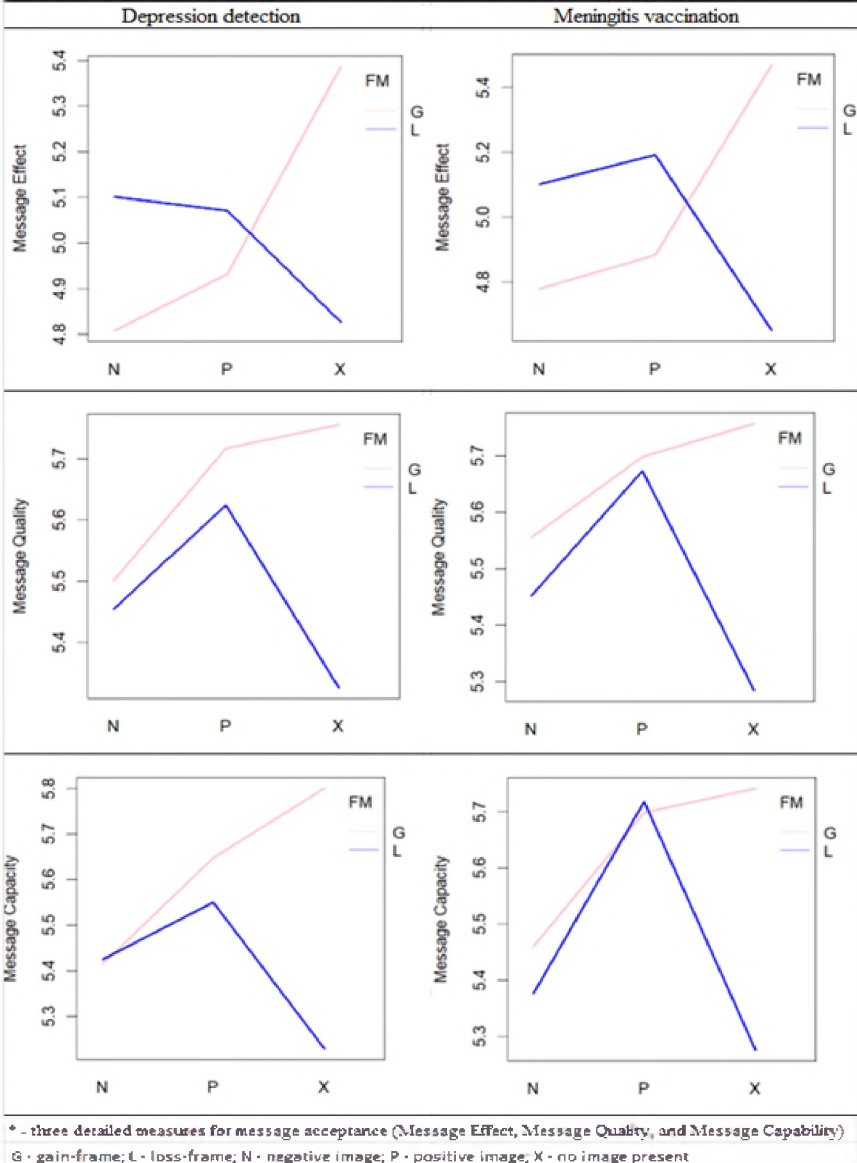 Depression detection
Meningitis vaccination
Message Effect
5.4
5.3
5.2
5.1
5.0
4.9
4.8
FM
G
L
N P X
Message Effect
5.4
5.2
5.0
4.8
FM
G
L
N P X
Message Quality
5.7
5.6
5.5
5.4
FM
G
L
N P X
Message Quality
5.7
5.6
5.5
5.4
5.3
FM
G
L
N P X
Message Capacity
5.8
5.7
5.6
5.5
5.4
5.3
FM
G
L
N P X
Message Capacity
5.7
5.6
5.5
5.4
5.3
FM
G
L
N P X
* - three detailed measures for message acceptance (Message Effect, Message Quality, and Message Capability)
G - gain-frame; L - loss-frame; N - negative image; P - positive image; X - no image present